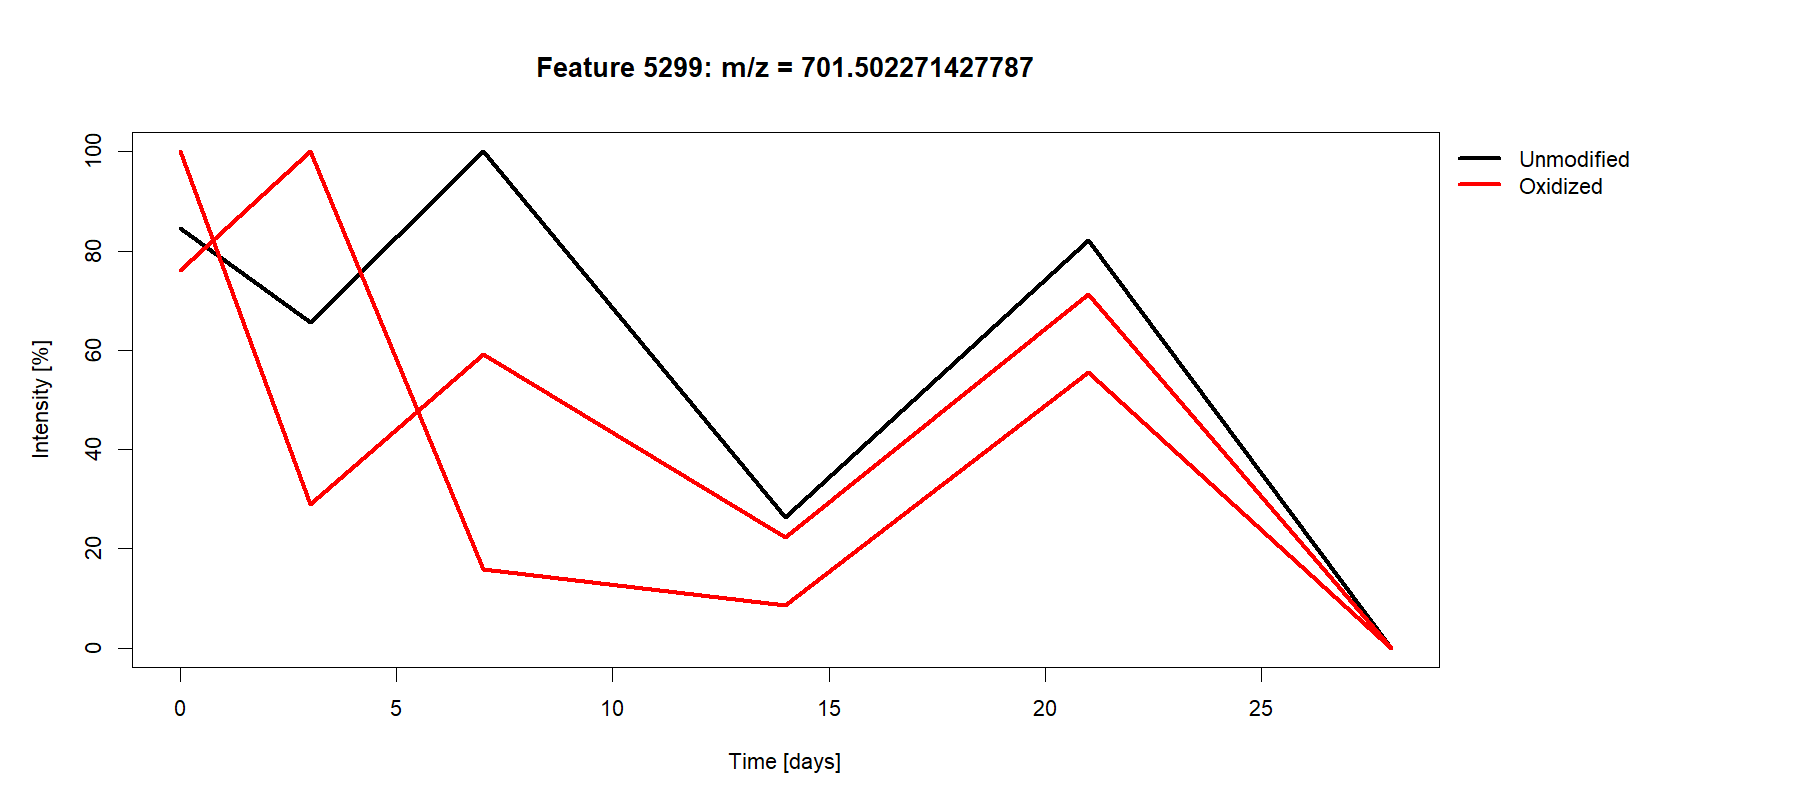 Feature 5299: m/z = 701.502271427787
Unmodified
Oxidized
Intensity [%]
100
80
60
40
20
0
0 5 10 15 20 25
Time [days]